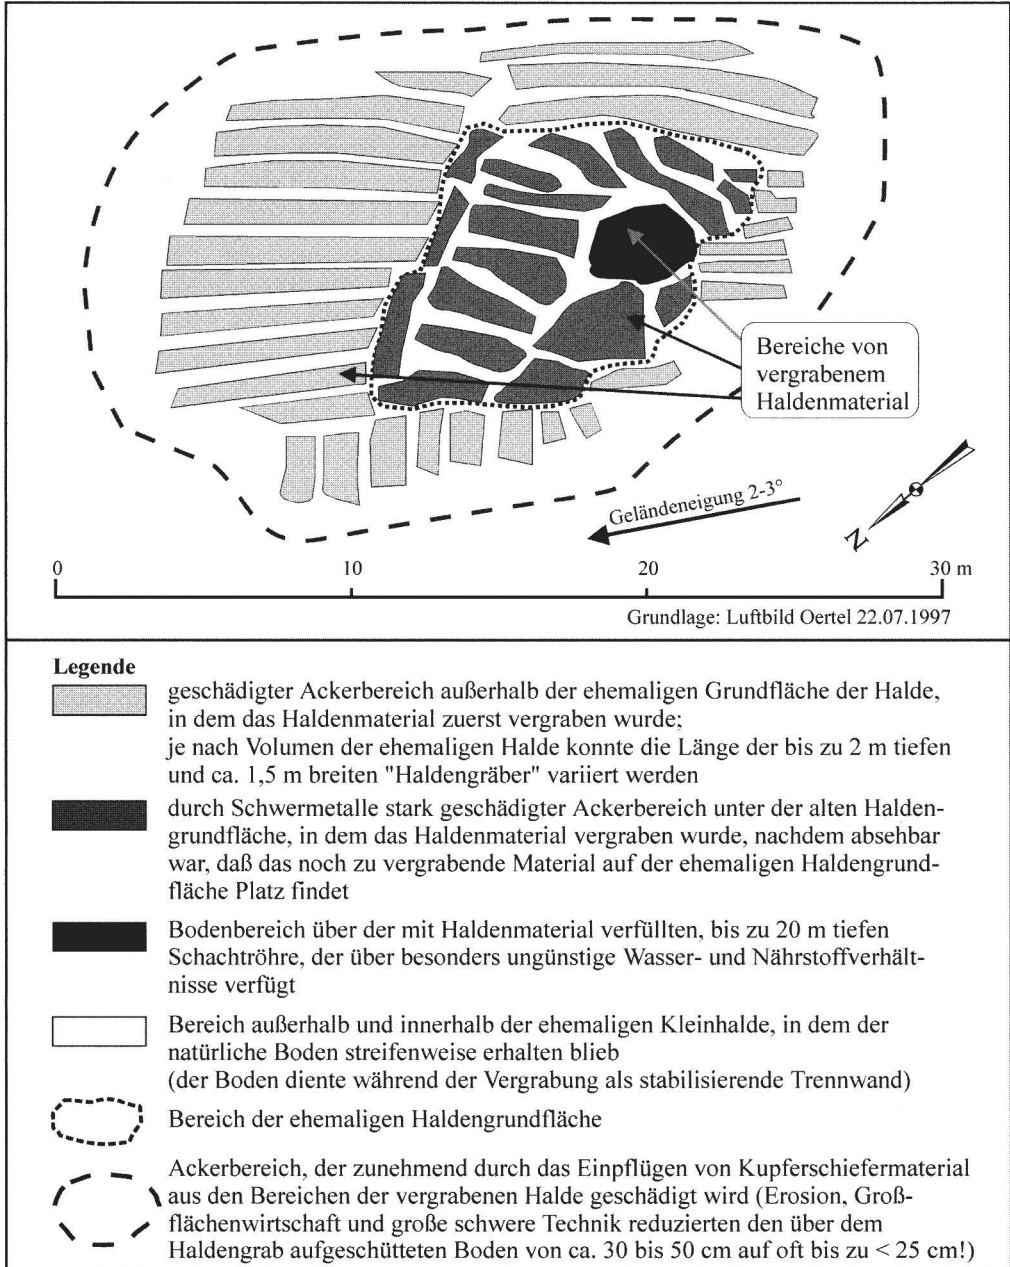 Bereiche von
vergrabenem
Haldenmaterial
Geländeneigung 2-3°
N
0 10 20 30 m
Grundlage: Luftbild Oertel 22.07.1997
Legende
geschädigter Ackerbereich außerhalb der ehemaligen Grundfläche der Halde,
in dem das Haldenmaterial zuerst vergraben wurde;
je nach Volumen der ehemaligen Halde konnte die Länge der bis zu 2 m tiefen
und ca. 1,5 m breiten "Haldengräber" variiert werden
durch Schwermetalle stark geschädigter Ackerbereich unter der alten Halden-
grundfläche, in dem das Haldenmaterial vergraben wurde, nachdem absehbar
war, daß das noch zu vergrabende Material auf der ehemaligen Haldengrund-
fläche Platz findet
Bodenbereich über der mit Haldenmaterial verfüllten, bis zu 20 m tiefen
Schachtröhre, der über besonders ungünstige Wasser- und Nährstoffverhält-
nisse verfügt
Bereich außerhalb und innerhalb der ehemaligen Kleinhalde, in dem der
natürliche Boden streifenweise erhalten blieb
(der Boden diente während der Vergrabung als stabilisierende Trennwand)
Bereich der ehemaligen Haldengrundfläche
Ackerbereich, der zunehmend durch das Einpflügen von Kupferschiefermaterial
aus den Bereichen der vergrabenen Halde geschädigt wird (Erosion, Groß-
flächenwirtschaft und große schwere Technik reduzierten den über dem
Haldengrab aufgeschütteten Boden von ca. 30 bis 50 cm auf oft bis zu < 25 cm!)